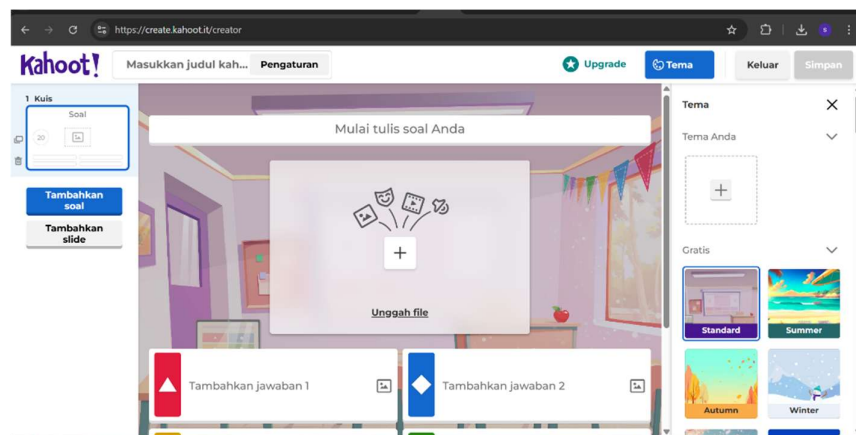 https://create.kahoot.it/creator
Kahoot!
Masukkan judul kah...
Pengaturan
Upgrade
Tema
Keluar
Simpan
1 Kuis
Soal
20
Tambahkan
soal
Tambahkan
slide
Mulai tulis soal Anda
Unggah file
Tambahkan jawaban 1
Tambahkan jawaban 2
Tema
Tema Anda
Gratis
Standard
Summer
Autumn
Winter